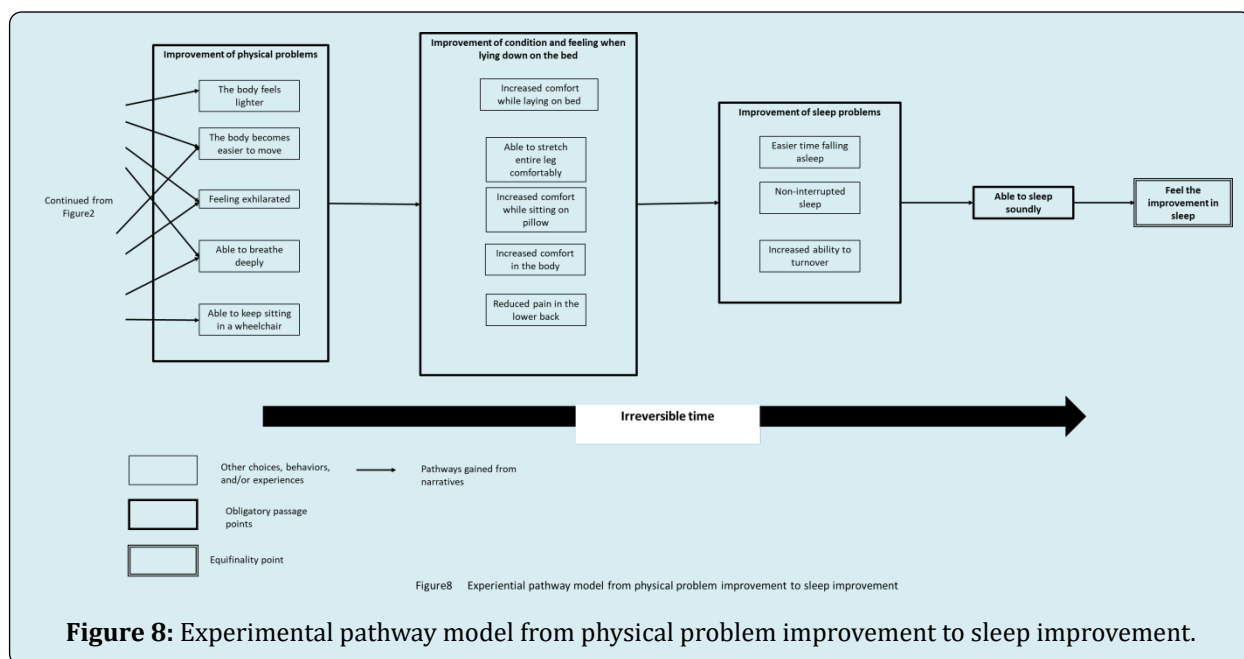 Improvement of physical problems
The body feels
lighter
The body becomes
easier to move
Continued from
Figure2
Feeling exhilarated
Able to breathe
deeply
Able to keep sitting
in a wheelchair
Improvement of condition and feeling when
lying down on the bed
Increased comfort
while laying on bed
Able to stretch
entire leg
comfortably
Increased comfort
while sitting on
pillow
Increased comfort
in the body
Reduced pain in the
lower back
Improvement of sleep problems
Easier time falling
asleep
Non-interrupted
sleep
Increased ability to
turnover
Able to sleep
soundly
Feel the
improvement in
sleep
Irreversible time
Other choices, behaviors,
and/or experiences
Pathways gained from
narratives
Obligatory passage
points
Equifinality point
Figure8 Experiential pathway model from physical problem improvement to sleep improvement
Figure 8: Experimental pathway model from physical problem improvement to sleep improvement.